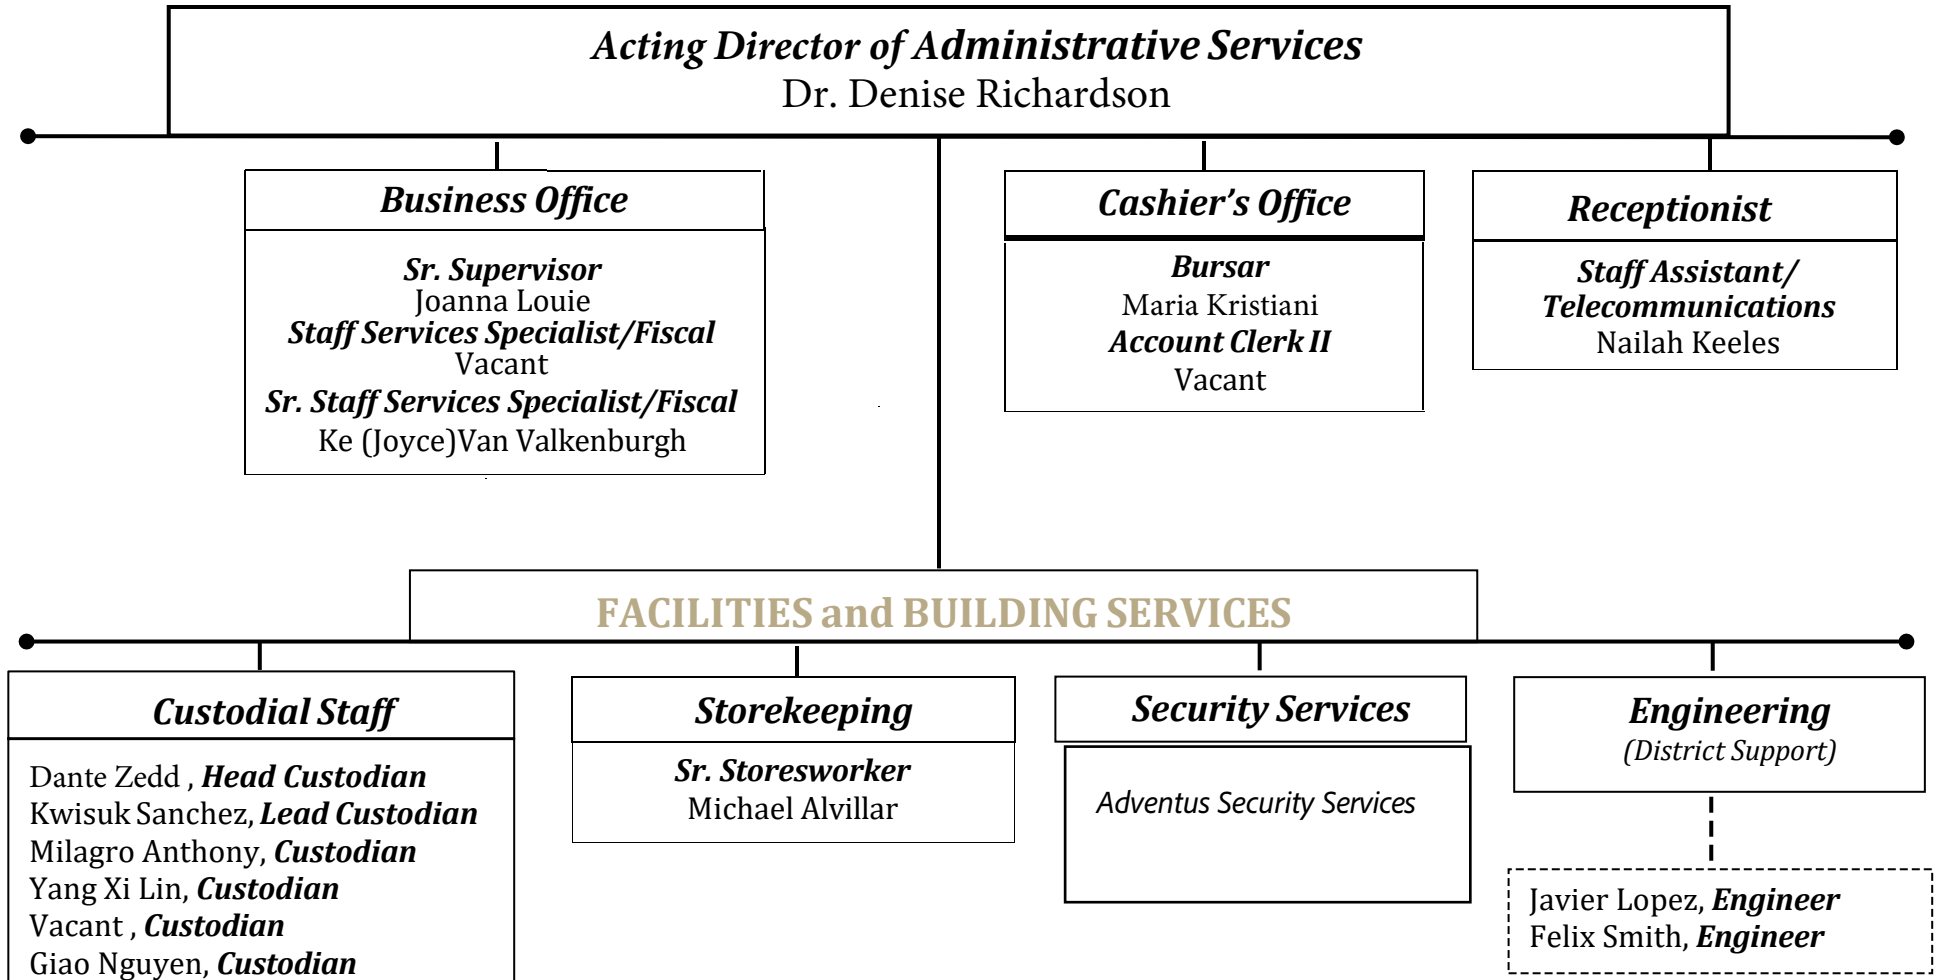 Acting Director of Administrative Services
Dr. Denise Richardson
Business Office
Sr. Supervisor
Joanna Louie
Staff Services Specialist/Fiscal
Vacant
Sr. Staff Services Specialist/Fiscal
Ke (Joyce)Van Valkenburgh
Cashier’s Office
Bursar
Maria Kristiani
Account Clerk II
Vacant
Receptionist
Staff Assistant/
Telecommunications
Nailah Keeles
FACILITIES and BUILDING SERVICES
Custodial Staff
Dante Zedd , Head Custodian
Kwisuk Sanchez, Lead Custodian
Milagro Anthony, Custodian
Yang Xi Lin, Custodian
Vacant , Custodian
Giao Nguyen, Custodian
Storekeeping
Sr. Storesworker
Michael Alvillar
Security Services
Adventus Security Services
Engineering
(District Support)
Javier Lopez, Engineer
Felix Smith, Engineer